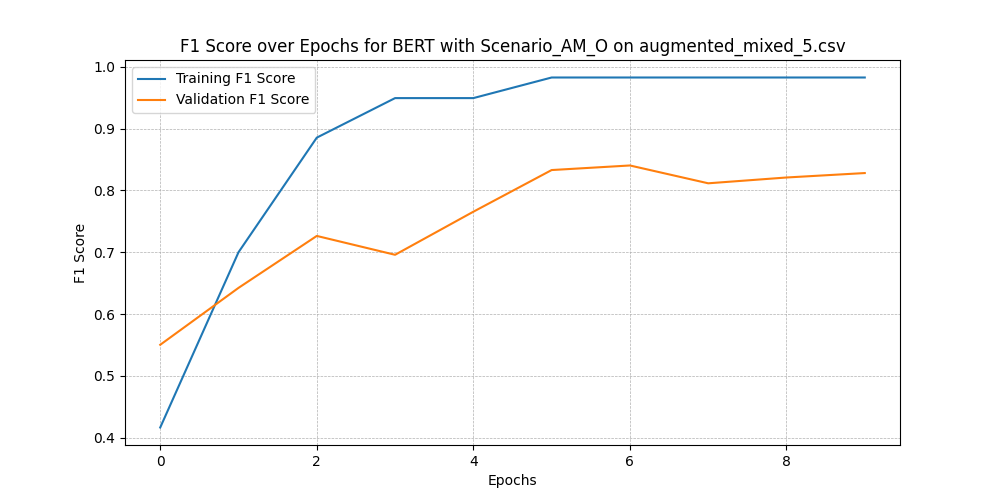 F1 Score over Epochs for BERT with Scenario_AM_O on augmented_mixed_5.csv
Training F1 Score
Validation F1 Score
1.0
0.9
0.8
0.7
0.6
0.5
0.4
F1 Score
0 2 4 6 8
Epochs